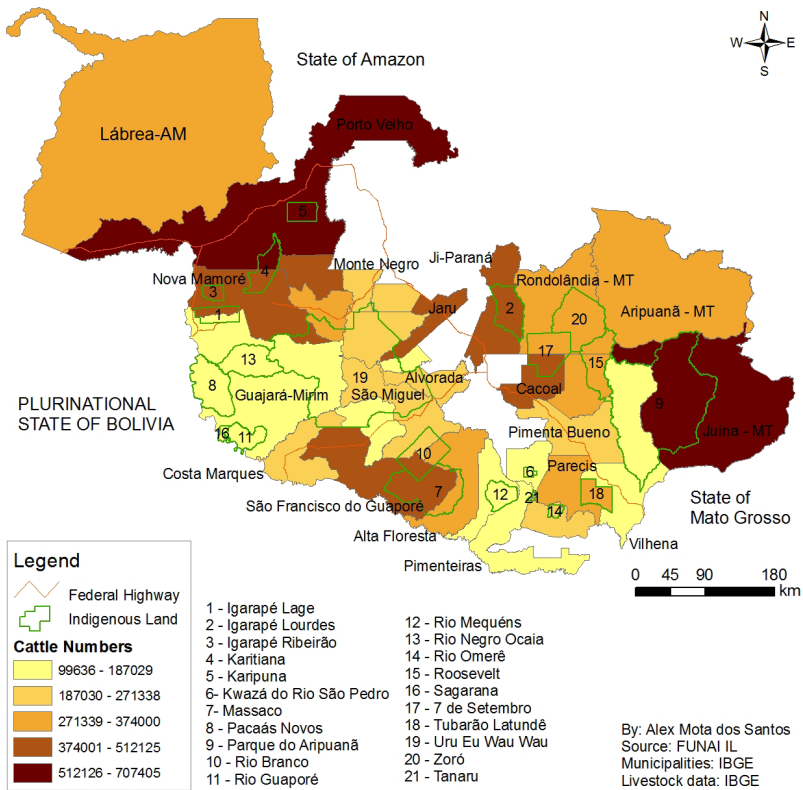 N
W E
S
State of Amazon
Lábrea-AM
Porto Velho
5
Ji-Paraná
Monte Negro
Nova Mamoré
4
3
Rondolândia - MT
Aripuanã - MT
Jaru
2
20
1
17
13
15
Alvorada
19
8
Guajará-Mirim
São Miguel
Cacoal
9
PLURINATIONAL
STATE OF BOLIVIA
16
11
Pimenta Bueno
Juina - MT
10
Parecis
Costa Marques
6
7
12
21
18
State of
Mato Grosso
São Francisco do Guaporé
14
Alta Floresta
Vilhena
Pimenteiras
0 45 90 180
km
Legend
Federal Highway
Indigenous Land
Cattle Numbers
99636 - 187029
187030 - 271338
271339 - 374000
374001 - 512125
512126 - 707405
1 - Igarapé Lage
2 - Igarapé Lourdes
3 - Igarapé Ribeirão
4 - Karitiana
5 - Karipuna
6- Kwazá do Rio São Pedro
7- Massaco
8 - Pacaás Novos
9 - Parque do Aripuanã
10 - Rio Branco
11 - Rio Guaporé
12 - Rio Mequéns
13 - Rio Negro Ocaia
14 - Rio Omerê
15 - Roosevelt
16 - Sagarana
17 - 7 de Setembro
18 - Tubarão Latundê
19 - Uru Eu Wau Wau
20 - Zoró
21 - Tanaru
By: Alex Mota dos Santos
Source: FUNAI IL
Municipalities: IBGE
Livestock data: IBGE